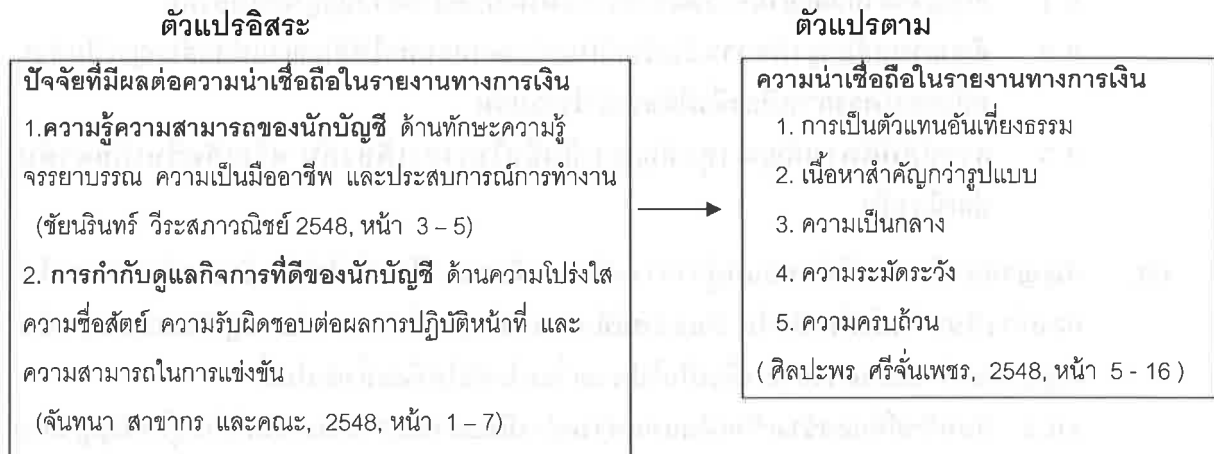 ตัวแปรอิสระ
ปัจจัยที่มีผลต่อความน่าเชื่อถือในรายงานทางการเงิน
1.ความรู้ความสามารถของนักบัญชี ด้านทักษะความรู้
จรรยาบรรณ ความเป็นมืออาชีพ และประสบการณ์การทำงาน
(ชัยนรินทร์ วีระสภาวณิชย์ 2548, หน้า 3 – 5)
2. การกำกับดูแลกิจการที่ดีของนักบัญชี ด้านความโปร่งใส
ความซื่อสัตย์ ความรับผิดชอบต่อผลการปฏิบัติหน้าที่ และ
ความสามารถในการแข่งขัน
(จันทนา สาขากร และคณะ, 2548, หน้า 1 – 7)
ตัวแปรตาม
ความน่าเชื่อถือในรายงานทางการเงิน
1. การเป็นตัวแทนอันเที่ยงธรรม
2. เนื้อหาสำคัญกว่ารูปแบบ
3. ความเป็นกลาง
4. ความระมัดระวัง
5. ความครบถ้วน
( ศิลปะพร ศรีจั่นเพชร, 2548, หน้า 5 - 16 )